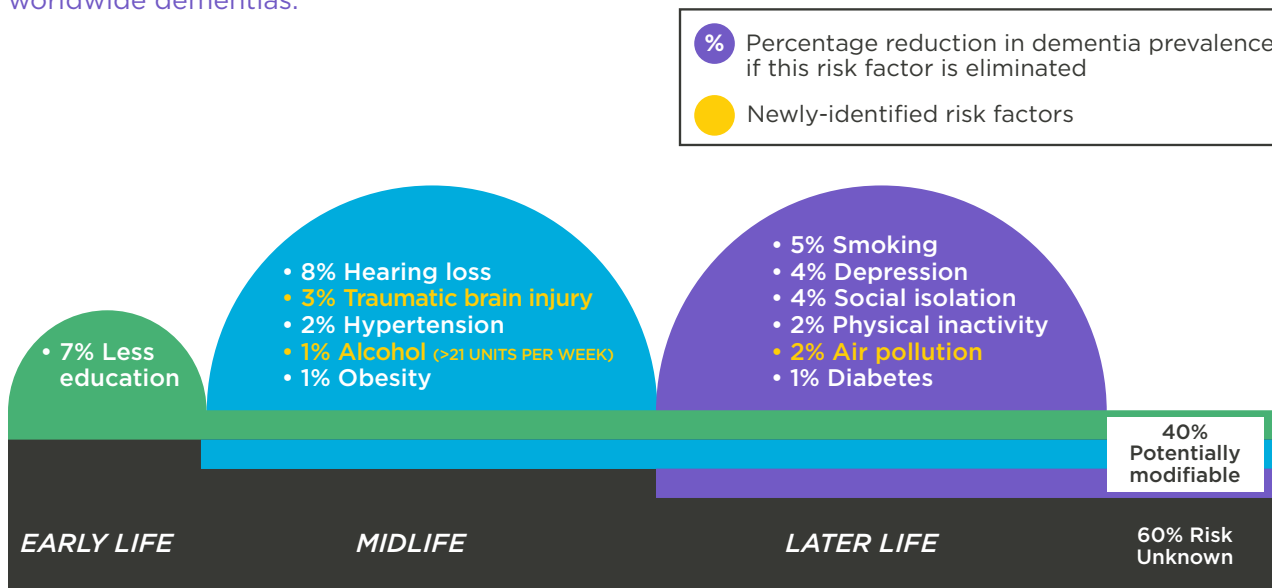 worldwide dementias.
% Percentage reduction in dementia prevalence
if this risk factor is eliminated
Newly-identified risk factors
• 7% Less
education
• 8% Hearing loss
• 3% Traumatic brain injury
• 2% Hypertension
• 1% Alcohol (>21 UNITS PER WEEK)
• 1% Obesity
• 5% Smoking
• 4% Depression
• 4% Social isolation
• 2% Physical inactivity
• 2% Air pollution
• 1% Diabetes
40%
Potentially
modifiable
EARLY LIFE
MIDLIFE
LATER LIFE
60% Risk
Unknown